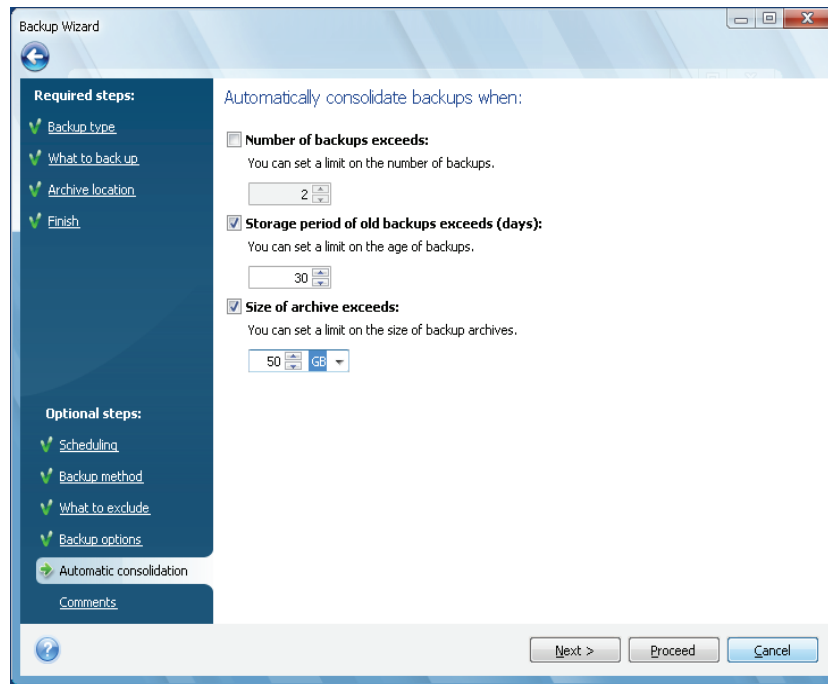 Backup Wizard
Required steps:
Backup type
What to back up
Archive location
Finish
Optional steps:
Scheduling
Backup method
What to exclude
Backup options
Automatic consolidation
Comments
Automatically consolidate backups when:
Number of backups exceeds:
You can set a limit on the number of backups.
2
Storage period of old backups exceeds (days):
You can set a limit on the age of backups.
30
Size of archive exceeds:
You can set a limit on the size of backup archives.
50 GB
Next > Proceed Cancel